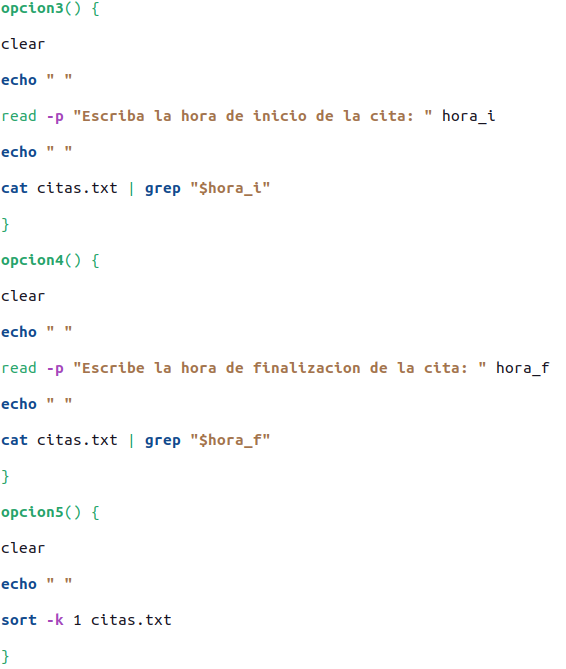 opcion3() {
clear
echo " "
read -p "Escriba la hora de inicio de la cita: " hora_i
echo " "
cat citas.txt | grep "$hora_i"
}
opcion4() {
clear
echo " "
read -p "Escribe la hora de finalizacion de la cita: " hora_f
echo " "
cat citas.txt | grep "$hora_f"
}
opcion5() {
clear
echo " "
sort -k 1 citas.txt
}